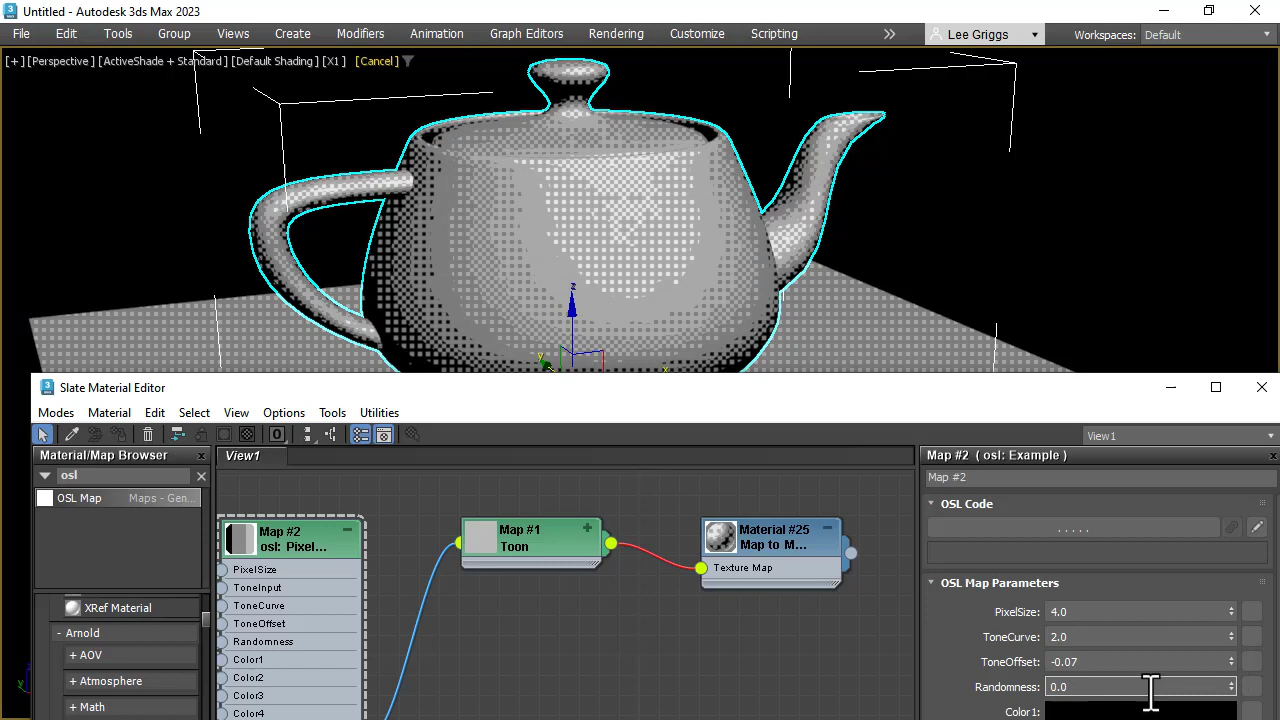 3 Untitled - Autodesk 3ds Max 2023
File Edit Tools Group Views Create Modifiers Animation Graph Editors Rendering Customize Scripting Lee Griggs Workspaces: Default
[+] [Perspective] [ActiveShade + Standard] [Default Shading] [X1] [Cancel]
z
y
x
3 Slate Material Editor
Modes Material Edit Select View Options Tools Utilities
0 View1
Material/Map Browser x View1 Map #2 ( osl: Example ) x
osl Map #2
OSL Map Maps - Gen... OSL Code
. . . . .
Map #2 Map #1 Material #25
osl: Pixel... Toon Map to M...
PixelSize Texture Map
ToneInput OSL Map Parameters
ToneCurve PixelSize: 4.0
XRef Material ToneOffset
- Arnold Randomness ToneCurve: 2.0
+ AOV Color1 ToneOffset: -0.07
+ Atmosphere Color2 Randomness: 0.0
Color3
+ Math Color4 Color1: